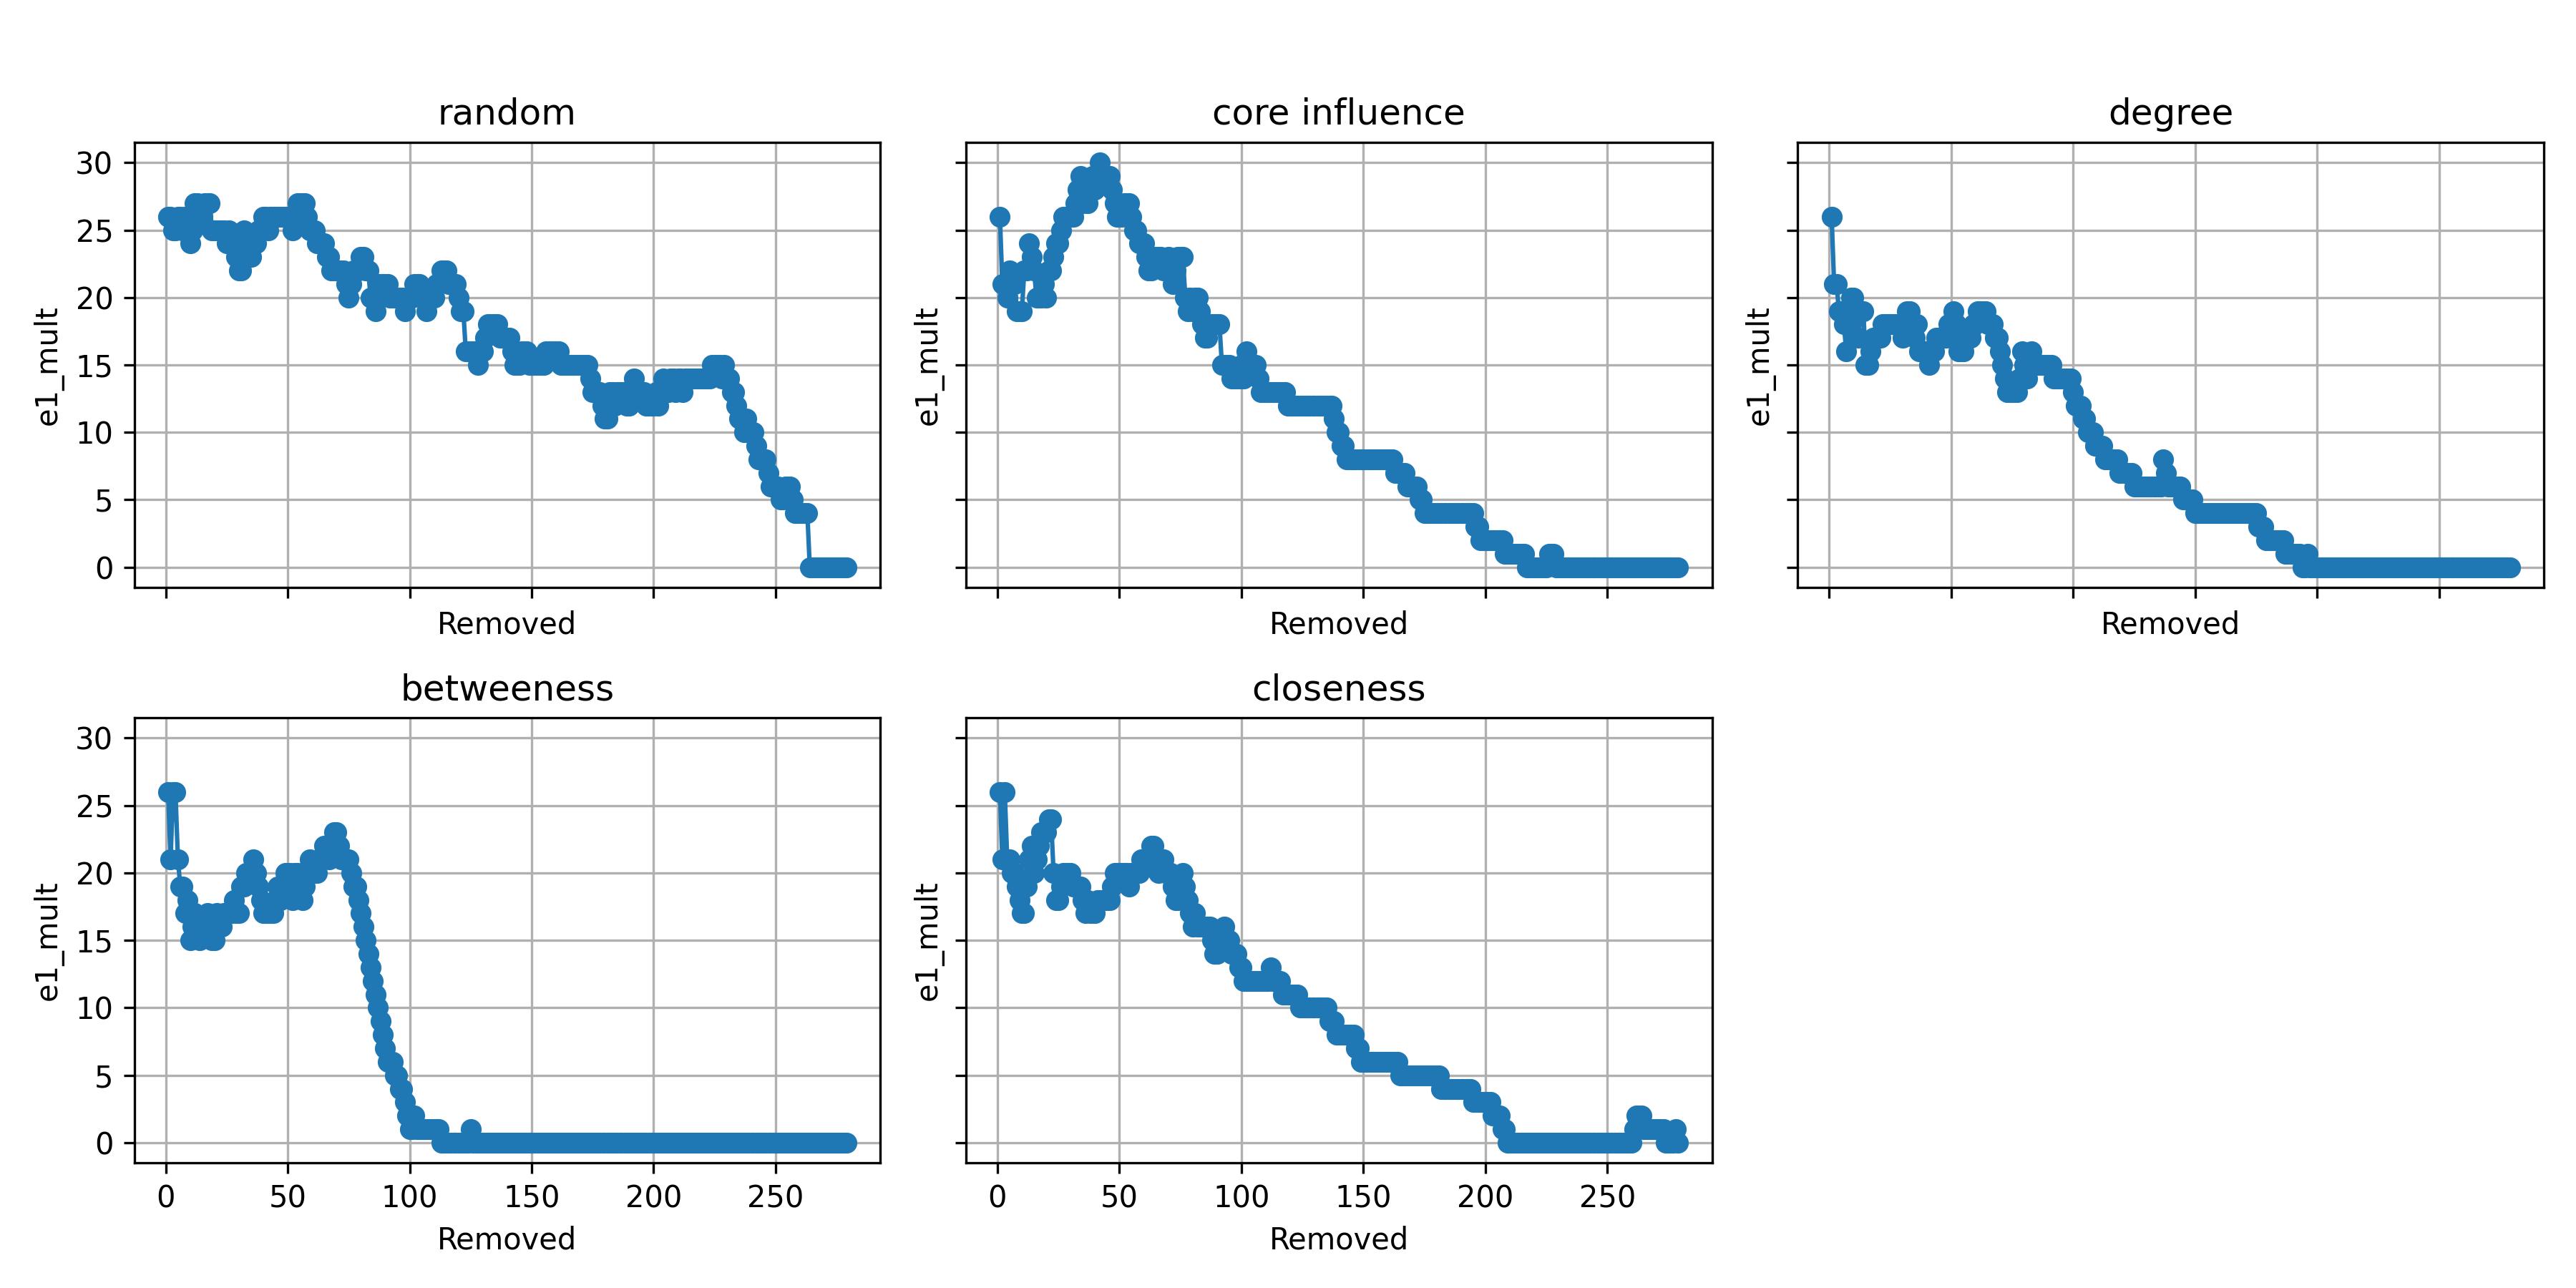 random
core influence
degree
30
25
20
15
10
5
0
e1_mult
e1_mult
e1_mult
Removed
Removed
Removed
betweeness
closeness
30
25
20
15
10
5
0
e1_mult
e1_mult
0 50 100 150 200 250
0 50 100 150 200 250
Removed
Removed